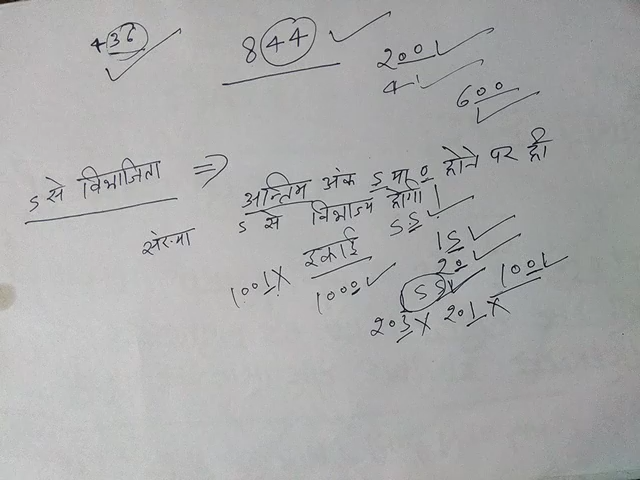 436 844 200
4
600
5 से विभाजिता ⇒ अन्तिम अंक 5 या 0 होने पर ही
संख्या 5 से विभाज्य होगी। 55
1001 X इकाई 15
1000 20
55 1001
203 X 201 X